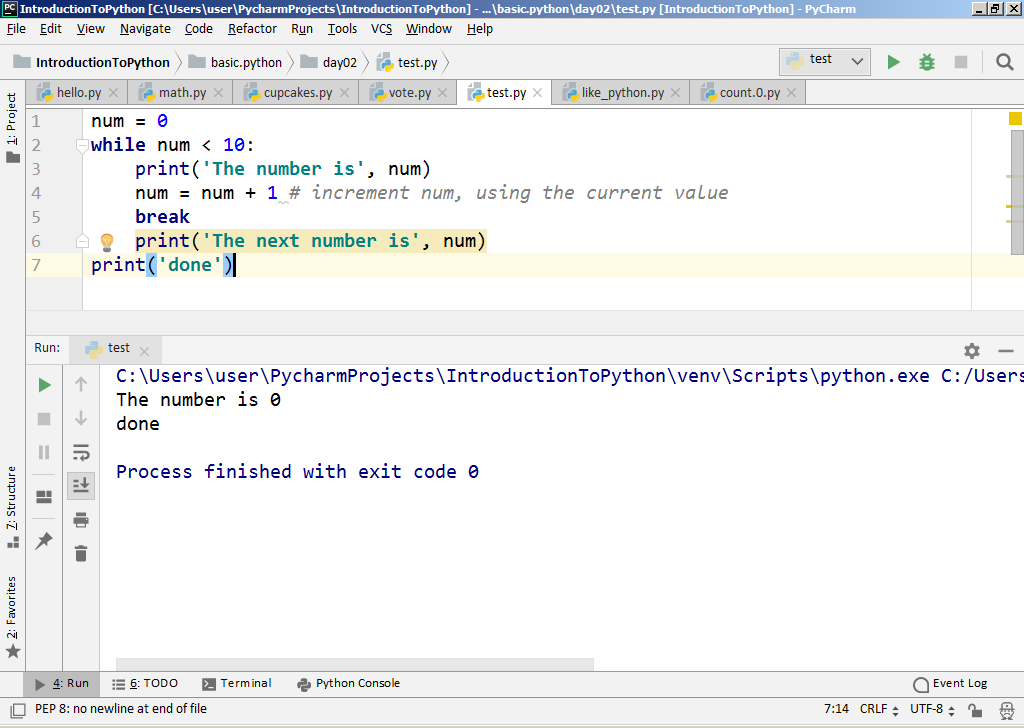 IntroductionToPython [C:\Users\user\PycharmProjects\IntroductionToPython] - ...\basic.python\day02\test.py [IntroductionToPython] - PyCharm
File Edit View Navigate Code Refactor Run Tools VCS Window Help
IntroductionToPython basic.python day02 test.py test
hello.py math.py cupcakes.py vote.py test.py like_python.py count.0.py
1: Project
1 num = 0
2 while num < 10:
3     print('The number is', num)
4     num = num + 1 # increment num, using the current value
5     break
6     print('The next number is', num)
7 print('done')
Run: test
C:\Users\user\PycharmProjects\IntroductionToPython\venv\Scripts\python.exe C:/Users
The number is 0
done
Process finished with exit code 0
7: Structure
2: Favorites
4: Run 6: TODO Terminal Python Console Event Log
PEP 8: no newline at end of file 7:14 CRLF UTF-8